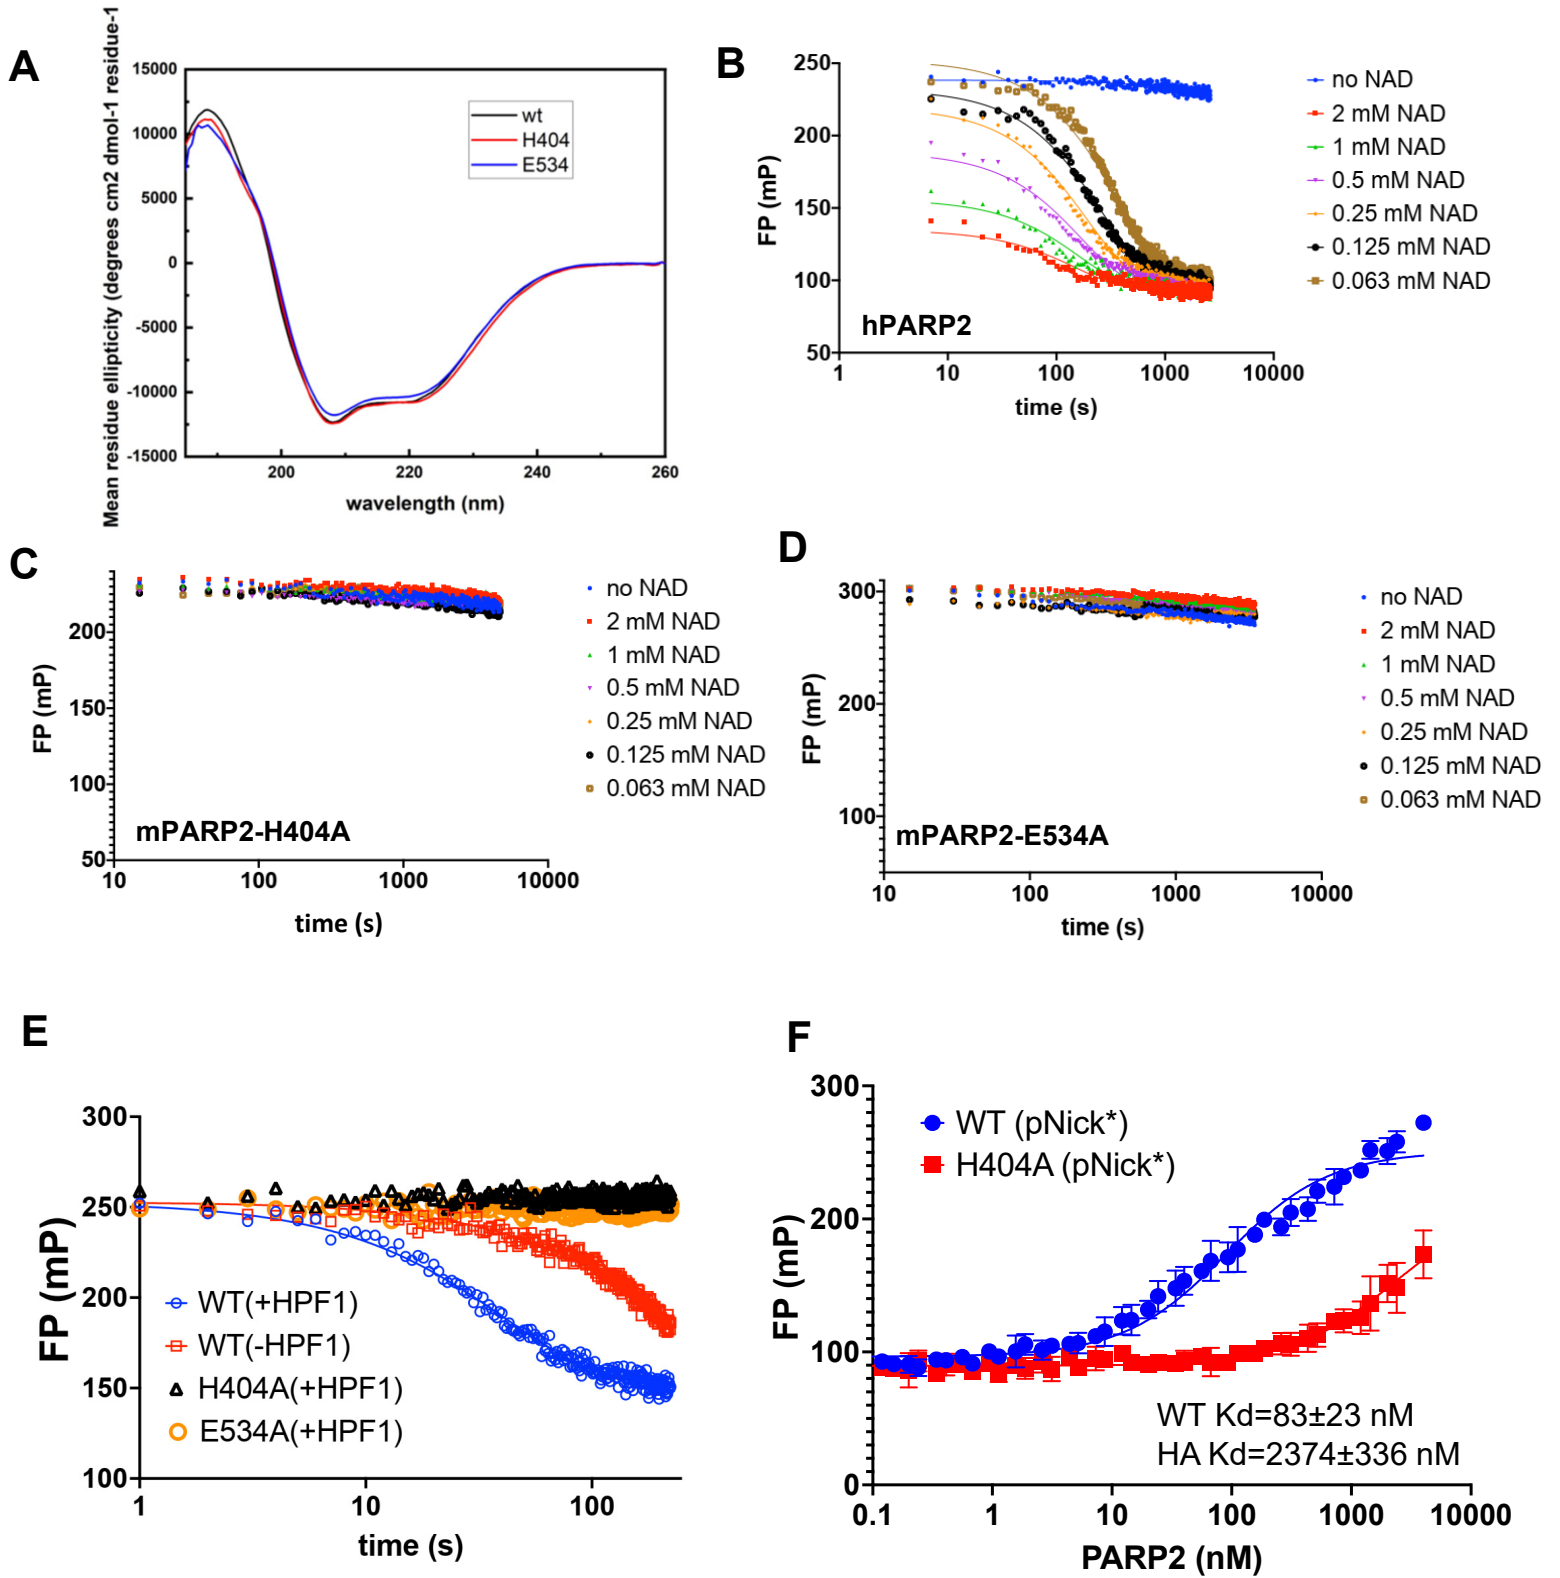 A
Mean residue ellipticity (degrees cm2 dmol-1 residue-1
15000
10000
5000
0
-5000
-10000
-15000
200
220
240
260
wavelength (nm)
wt
H404
E534
B
FP (mP)
250
200
150
100
50
1
10
100
1000
10000
time (s)
hPARP2
no NAD
2 mM NAD
1 mM NAD
0.5 mM NAD
0.25 mM NAD
0.125 mM NAD
0.063 mM NAD
C
FP (mP)
200
150
100
50
10
100
1000
10000
time (s)
mPARP2-H404A
no NAD
2 mM NAD
1 mM NAD
0.5 mM NAD
0.25 mM NAD
0.125 mM NAD
0.063 mM NAD
D
FP (mP)
300
200
100
10
100
1000
10000
time (s)
mPARP2-E534A
no NAD
2 mM NAD
1 mM NAD
0.5 mM NAD
0.25 mM NAD
0.125 mM NAD
0.063 mM NAD
E
FP (mP)
300
250
200
150
100
1
10
100
time (s)
WT(+HPF1)
WT(-HPF1)
H404A(+HPF1)
E534A(+HPF1)
F
FP (mP)
300
200
100
0
0.1
1
10
100
1000
10000
PARP2 (nM)
WT (pNick*)
H404A (pNick*)
WT Kd=83±23 nM
HA Kd=2374±336 nM